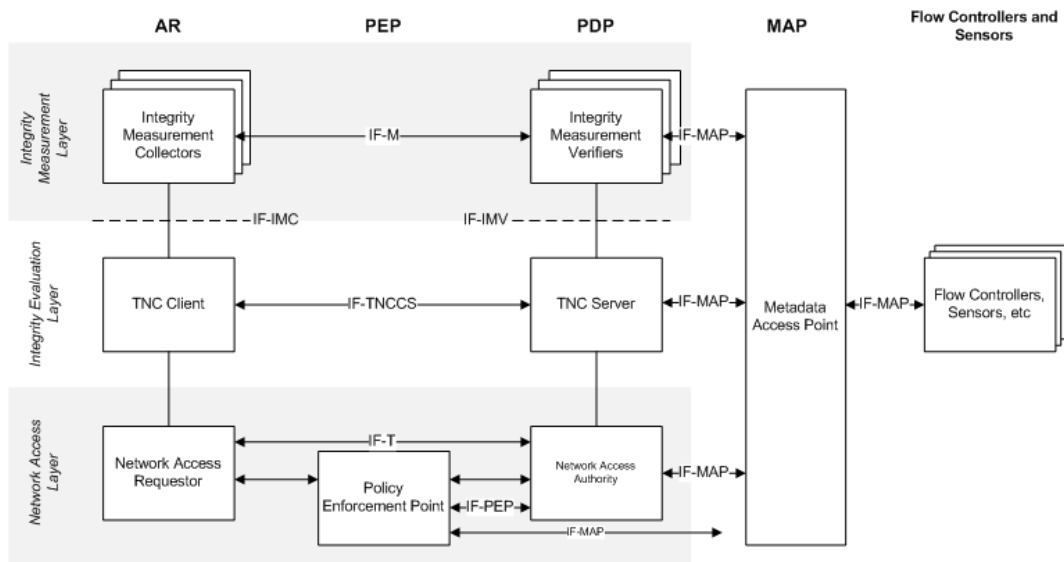 AR
PEP
PDP
MAP
Flow Controllers and
Sensors
Integrity
Measurement
Layer
Integrity
Measurement
Collectors
IF-M
Integrity
Measurement
Verifiers
IF-MAP
IF-IMC
IF-IMV
Integrity Evaluation
Layer
TNC Client
IF-TNCCS
TNC Server
IF-MAP
Metadata
Access Point
IF-MAP
Flow Controllers,
Sensors, etc
Network Access
Layer
Network Access
Requestor
IF-T
Policy
Enforcement Point
IF-PEP
Network Access
Authority
IF-MAP
IF-MAP